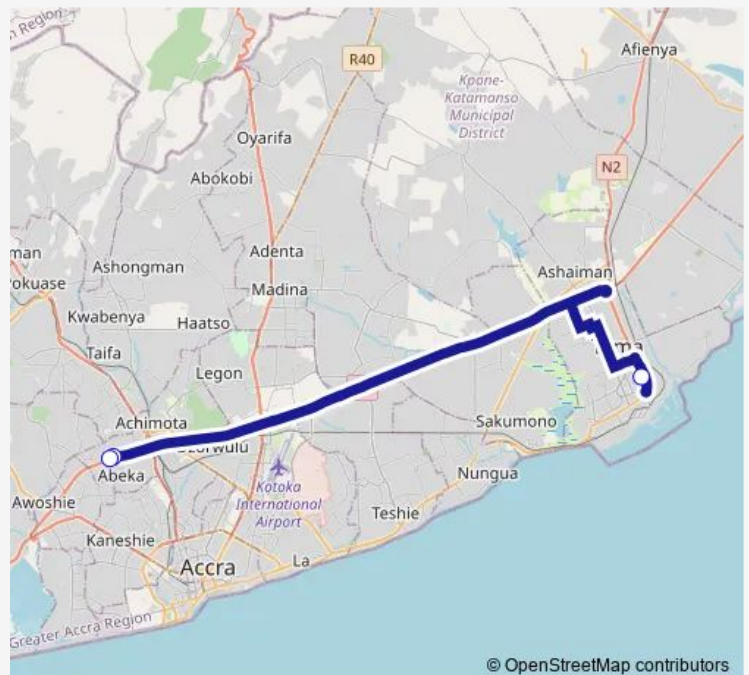 n Region
Afienya
R40
Kpone-
Katamanso
Municipal
District
Oyarifa
N2
Abokobi
man
Adenta
Ashongman
Ashaiman
okuase
Madina
Kwabenya
Haatso
Taifa
Legon
Achimota
Sakumono
Abeka
Nungua
Kotoka
International
Airport
Awoshie
Teshie
Kaneshie
La
Accra
Greater Accra Region
© OpenStreetMap contributors